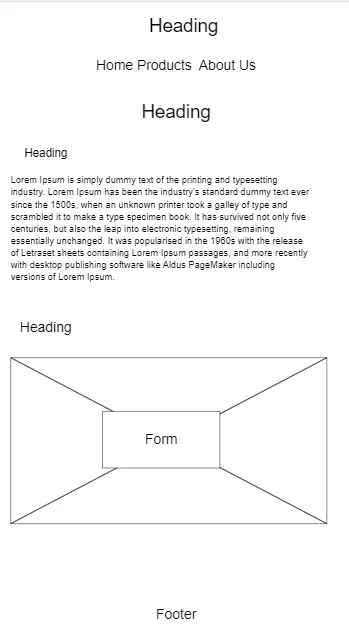 Heading
Home Products About Us
Heading
Heading
Lorem Ipsum is simply dummy text of the printing and typesetting
industry. Lorem Ipsum has been the industry's standard dummy text ever
since the 1500s, when an unknown printer took a galley of type and
scrambled it to make a type specimen book. It has survived not only five
centuries, but also the leap into electronic typesetting, remaining
essentially unchanged. It was popularised in the 1960s with the release
of Letraset sheets containing Lorem Ipsum passages, and more recently
with desktop publishing software like Aldus PageMaker including
versions of Lorem Ipsum.
Heading
Form
Footer